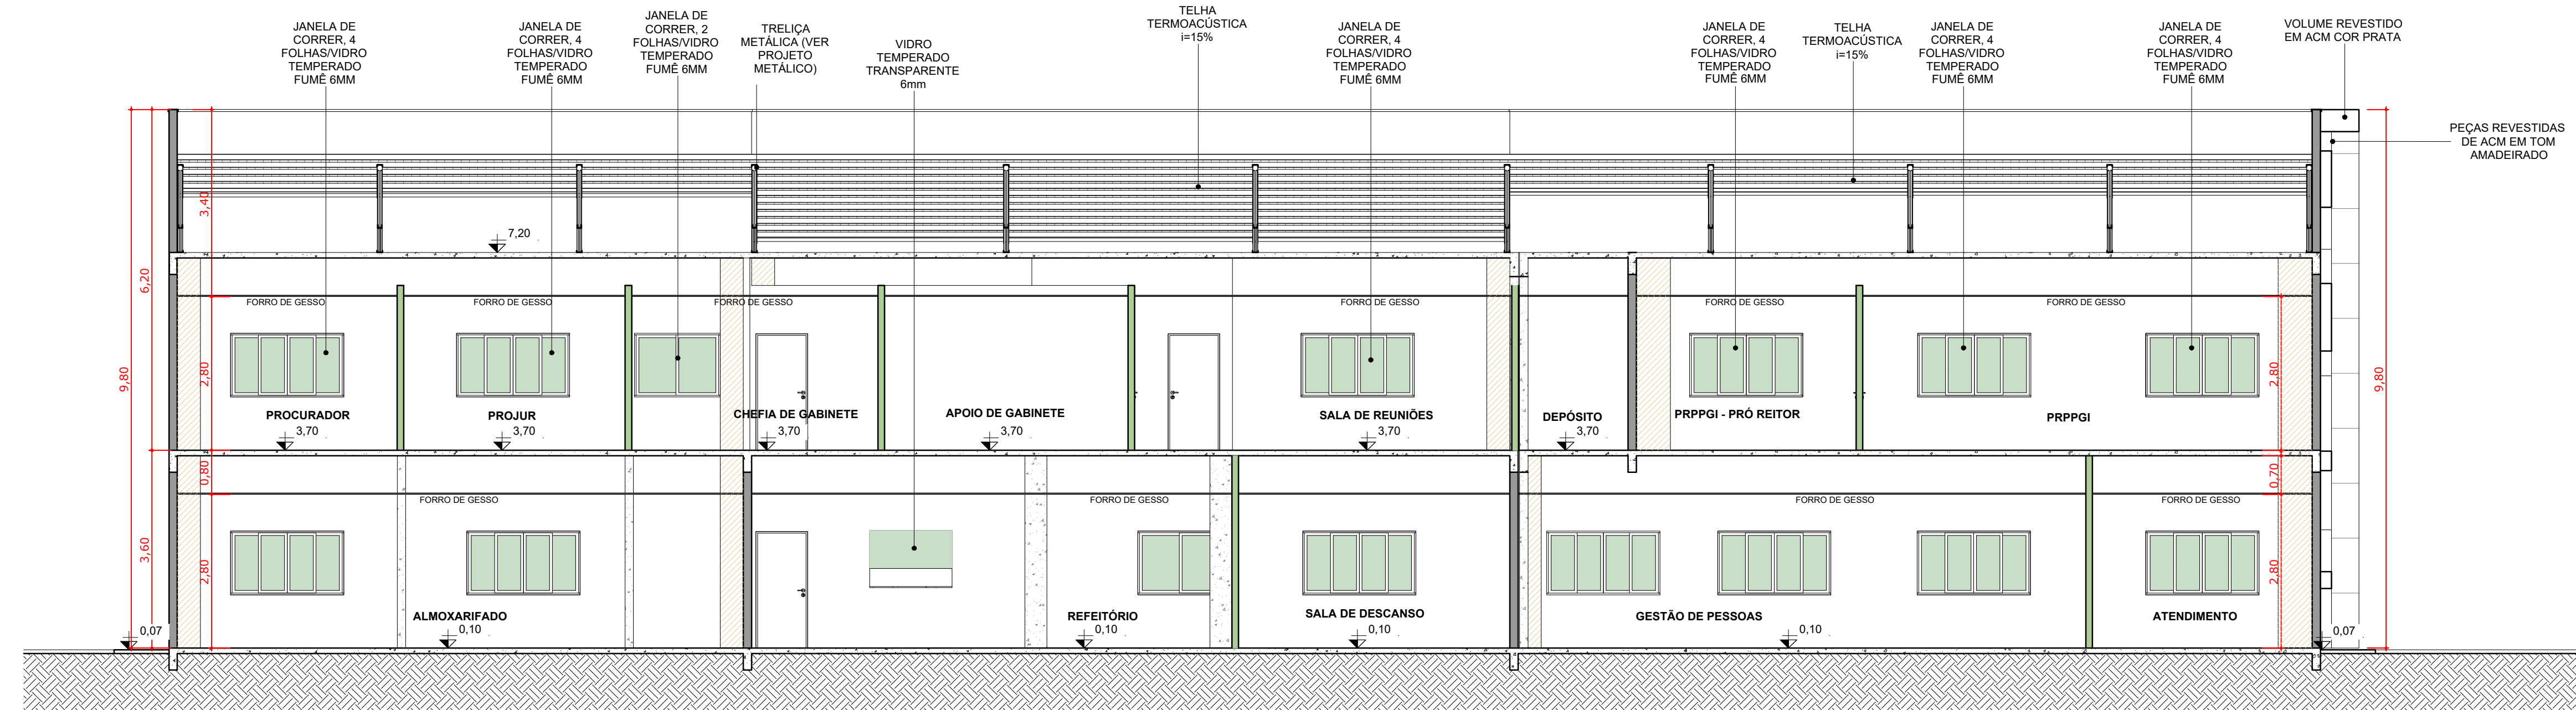 JANELA DE
CORRER, 4
FOLHAS/VIDRO
TEMPERADO
FUMÊ 6MM
JANELA DE
CORRER, 4
FOLHAS/VIDRO
TEMPERADO
FUMÊ 6MM
JANELA DE
CORRER, 2
FOLHAS/VIDRO
TEMPERADO
FUMÊ 6MM
TRELIÇA
METÁLICA (VER
PROJETO
METÁLICO)
VIDRO
TEMPERADO
TRANSPARENTE
6mm
TELHA
TERMOACÚSTICA
i=15%
JANELA DE
CORRER, 4
FOLHAS/VIDRO
TEMPERADO
FUMÊ 6MM
JANELA DE
CORRER, 4
FOLHAS/VIDRO
TEMPERADO
FUMÊ 6MM
TELHA
TERMOACÚSTICA
i=15%
JANELA DE
CORRER, 4
FOLHAS/VIDRO
TEMPERADO
FUMÊ 6MM
JANELA DE
CORRER, 4
FOLHAS/VIDRO
TEMPERADO
FUMÊ 6MM
VOLUME REVESTIDO
EM ACM COR PRATA
PEÇAS REVESTIDAS
DE ACM EM TOM
AMADEIRADO
3,40
7,20
6,20
9,80
9,80
FORRO DE GESSO
FORRO DE GESSO
FORRO DE GESSO
FORRO DE GESSO
FORRO DE GESSO
FORRO DE GESSO
2,80
2,80
PROCURADOR
3,70
PROJUR
3,70
CHEFIA DE GABINETE
3,70
APOIO DE GABINETE
3,70
SALA DE REUNIÕES
3,70
DEPÓSITO
3,70
PRPPGI - PRÓ REITOR
PRPPGI
0,80
0,70
FORRO DE GESSO
FORRO DE GESSO
FORRO DE GESSO
FORRO DE GESSO
3,60
2,80
2,80
ALMOXARIFADO
0,10
REFEITÓRIO
0,10
SALA DE DESCANSO
0,10
GESTÃO DE PESSOAS
0,10
ATENDIMENTO
0,07
0,07